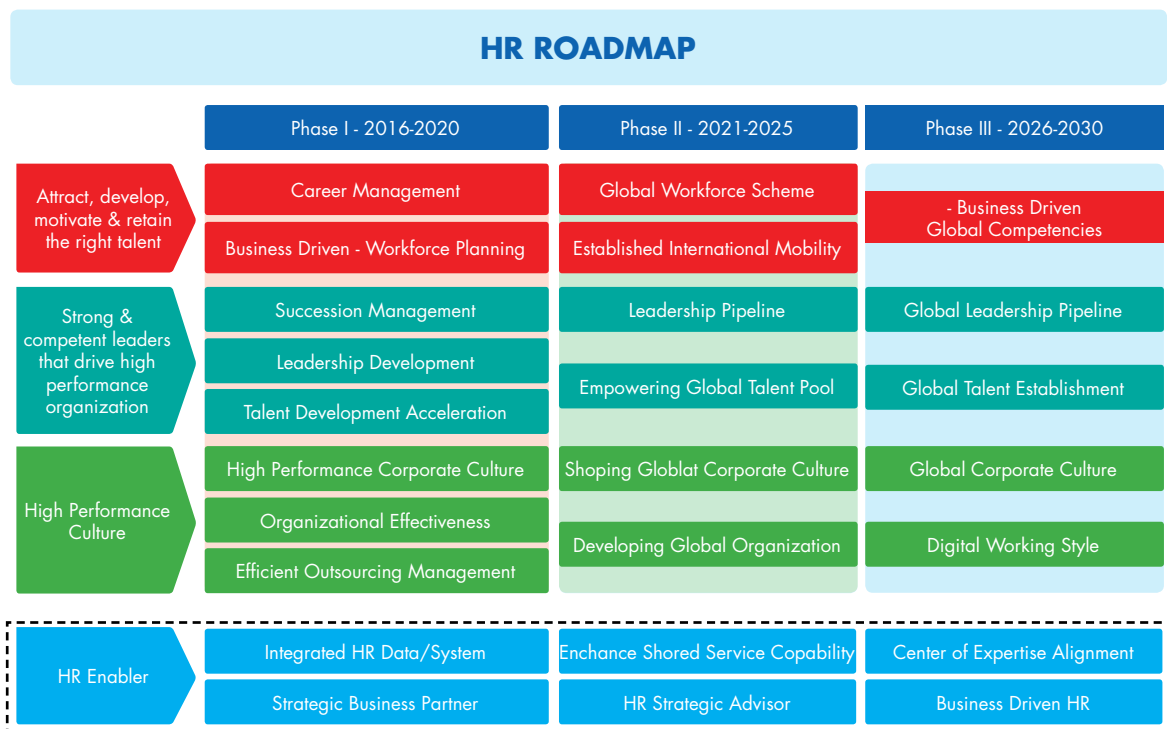 HR ROADMAP
Phase I - 2016-2020
Phase II - 2021-2025
Phase III - 2026-2030
Attract, develop,
motivate & retain
the right talent
Career Management
Global Workforce Scheme
- Business Driven
Global Competencies
Business Driven - Workforce Planning
Established International Mobility
Strong &
competent leaders
that drive high
performance
organization
Succession Management
Leadership Pipeline
Global Leadership Pipeline
Leadership Development
Empowering Global Talent Pool
Global Talent Establishment
Talent Development Acceleration
High Performance
Culture
High Performance Corporate Culture
Shoping Globlat Corporate Culture
Global Corporate Culture
Organizational Effectiveness
Developing Global Organization
Digital Working Style
Efficient Outsourcing Management
HR Enabler
Integrated HR Data/System
Enchance Shored Service Copability
Center of Expertise Alignment
Strategic Business Partner
HR Strategic Advisor
Business Driven HR